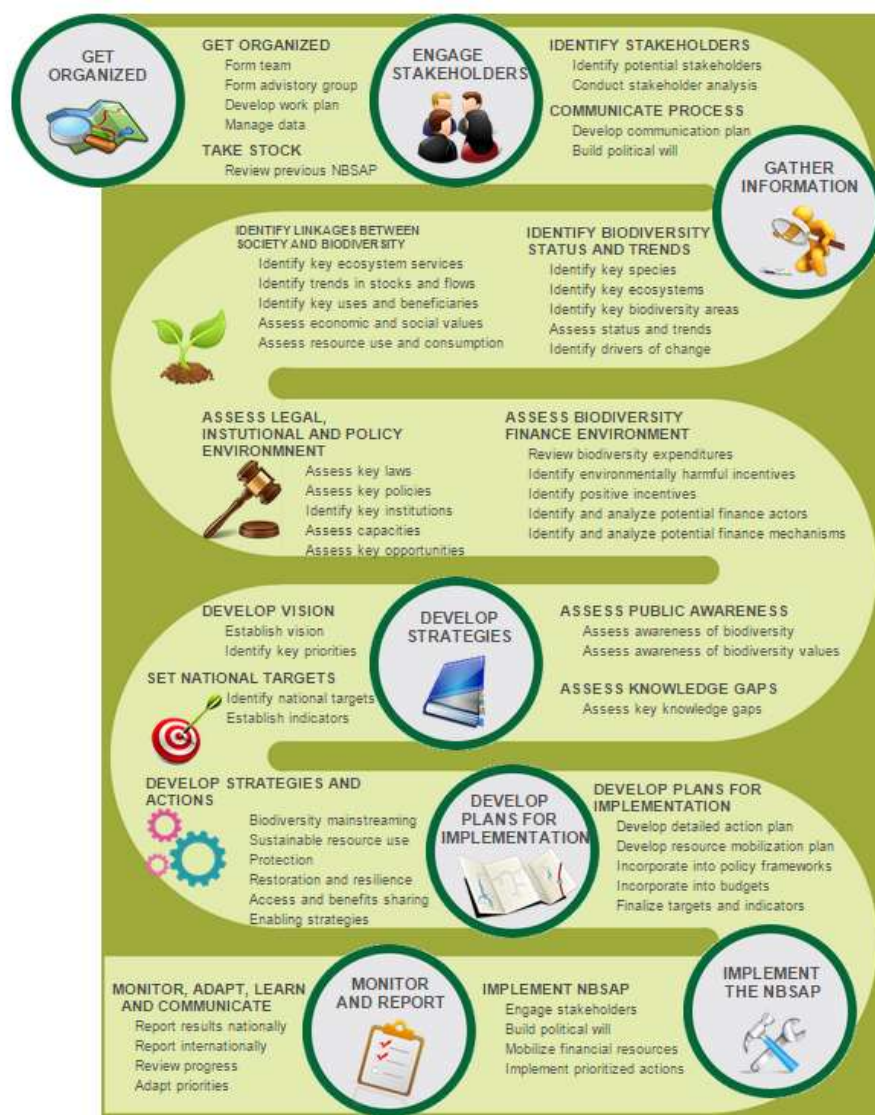 GET
ORGANIZED
GET ORGANIZED
Form team
Form advistory group
Develop work plan
Manage data
TAKE STOCK
Review previous NBSAP
ENGAGE
STAKEHOLDERS
IDENTIFY STAKEHOLDERS
Identify potential stakeholders
Conduct stakeholder analysis
COMMUNICATE PROCESS
Develop communication plan
Build political will
GATHER
INFORMATION
IDENTIFY BIODIVERSITY
STATUS AND TRENDS
Identify key species
Identify key ecosystems
Identify key biodiversity areas
Assess status and trends
Identify drivers of change
IDENTIFY LINKAGES BETWEEN
SOCIETY AND BIODIVERSITY
Identify key ecosystem services
Identify trends in stocks and flows
Identify key uses and beneficiaries
Assess economic and social values
Assess resource use and consumption
ASSESS LEGAL,
INSTUTIONAL AND POLICY
ENVIRONMNENT
Assess key laws
Assess key policies
Identify key institutions
Assess capacities
Assess key opportunities
ASSESS BIODIVERSITY
FINANCE ENVIRONMENT
Review biodiversity expenditures
Identify environmentally harmful incentives
Identify positive incentives
Identify and analyze potential finance actors
Identify and analyze potential finance mechanisms
ASSESS PUBLIC AWARENESS
Assess awareness of biodiversity
Assess awareness of biodiversity values
ASSESS KNOWLEDGE GAPS
Assess key knowledge gaps
DEVELOP
STRATEGIES
DEVELOP VISION
Establish vision
Identify key priorities
SET NATIONAL TARGETS
Identify national targets
Establish indicators
DEVELOP STRATEGIES AND
ACTIONS
Biodiversity mainstreaming
Sustainable resource use
Protection
Restoration and resilience
Access and benefits sharing
Enabling strategies
DEVELOP
PLANS FOR
IMPLEMENTATION
DEVELOP PLANS FOR
IMPLEMENTATION
Develop detailed action plan
Develop resource mobilization plan
Incorporate into policy frameworks
Incorporate into budgets
Finalize targets and indicators
IMPLEMENT
THE NBSAP
IMPLEMENT NBSAP
Engage stakeholders
Build political will
Mobilize financial resources
Implement prioritized actions
MONITOR
AND REPORT
MONITOR, ADAPT, LEARN
AND COMMUNICATE
Report results nationally
Report internationally
Review progress
Adapt priorities